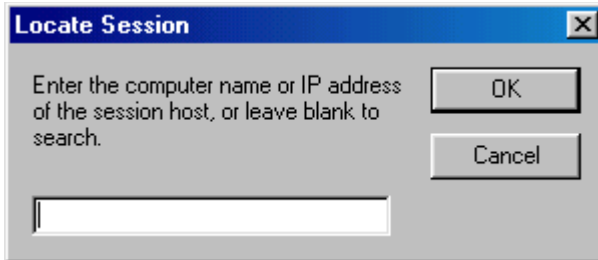 Locate Session
Enter the computer name or IP address
of the session host, or leave blank to
search.
OK
Cancel